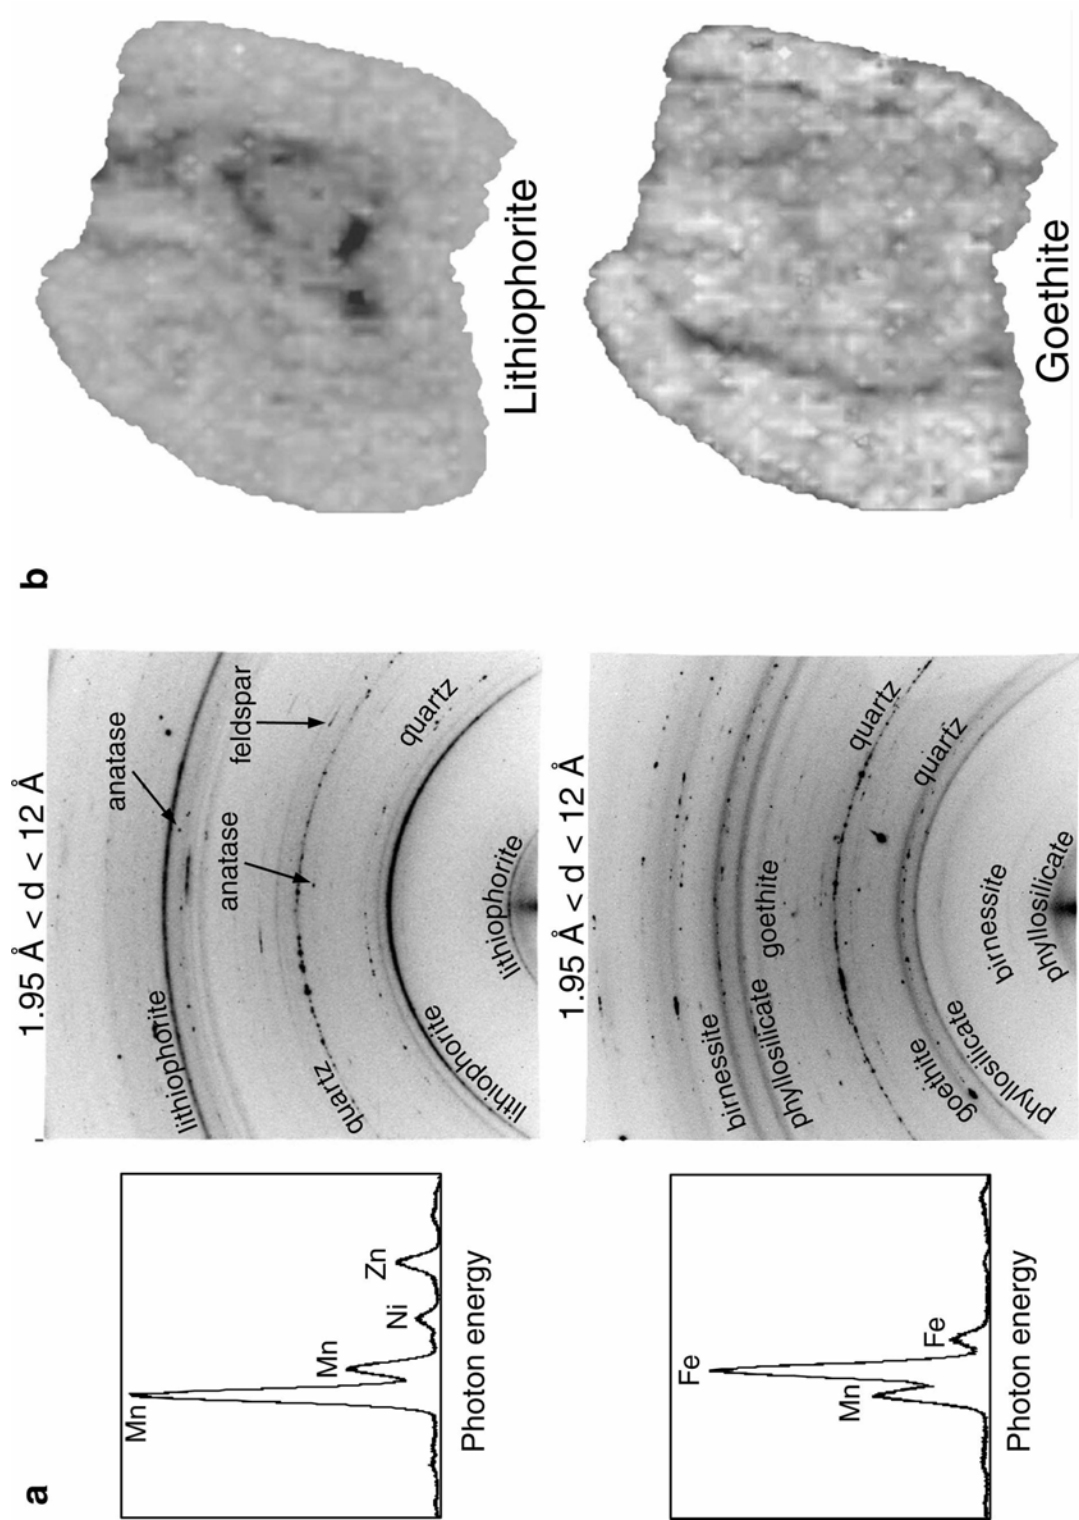 a
Mn
Mn
Ni
Zn
Photon energy
1.95 Å < d < 12 Å
lithiophorite
anatase
anatase
feldspar
quartz
quartz
lithiophorite
lithiophorite
b
Lithiophorite
Mn
Fe
Fe
Photon energy
1.95 Å < d < 12 Å
birnessite
phyllosilicate
goethite
quartz
quartz
goethite
phyllosilicate
birnessite
phyllosilicate
Goethite